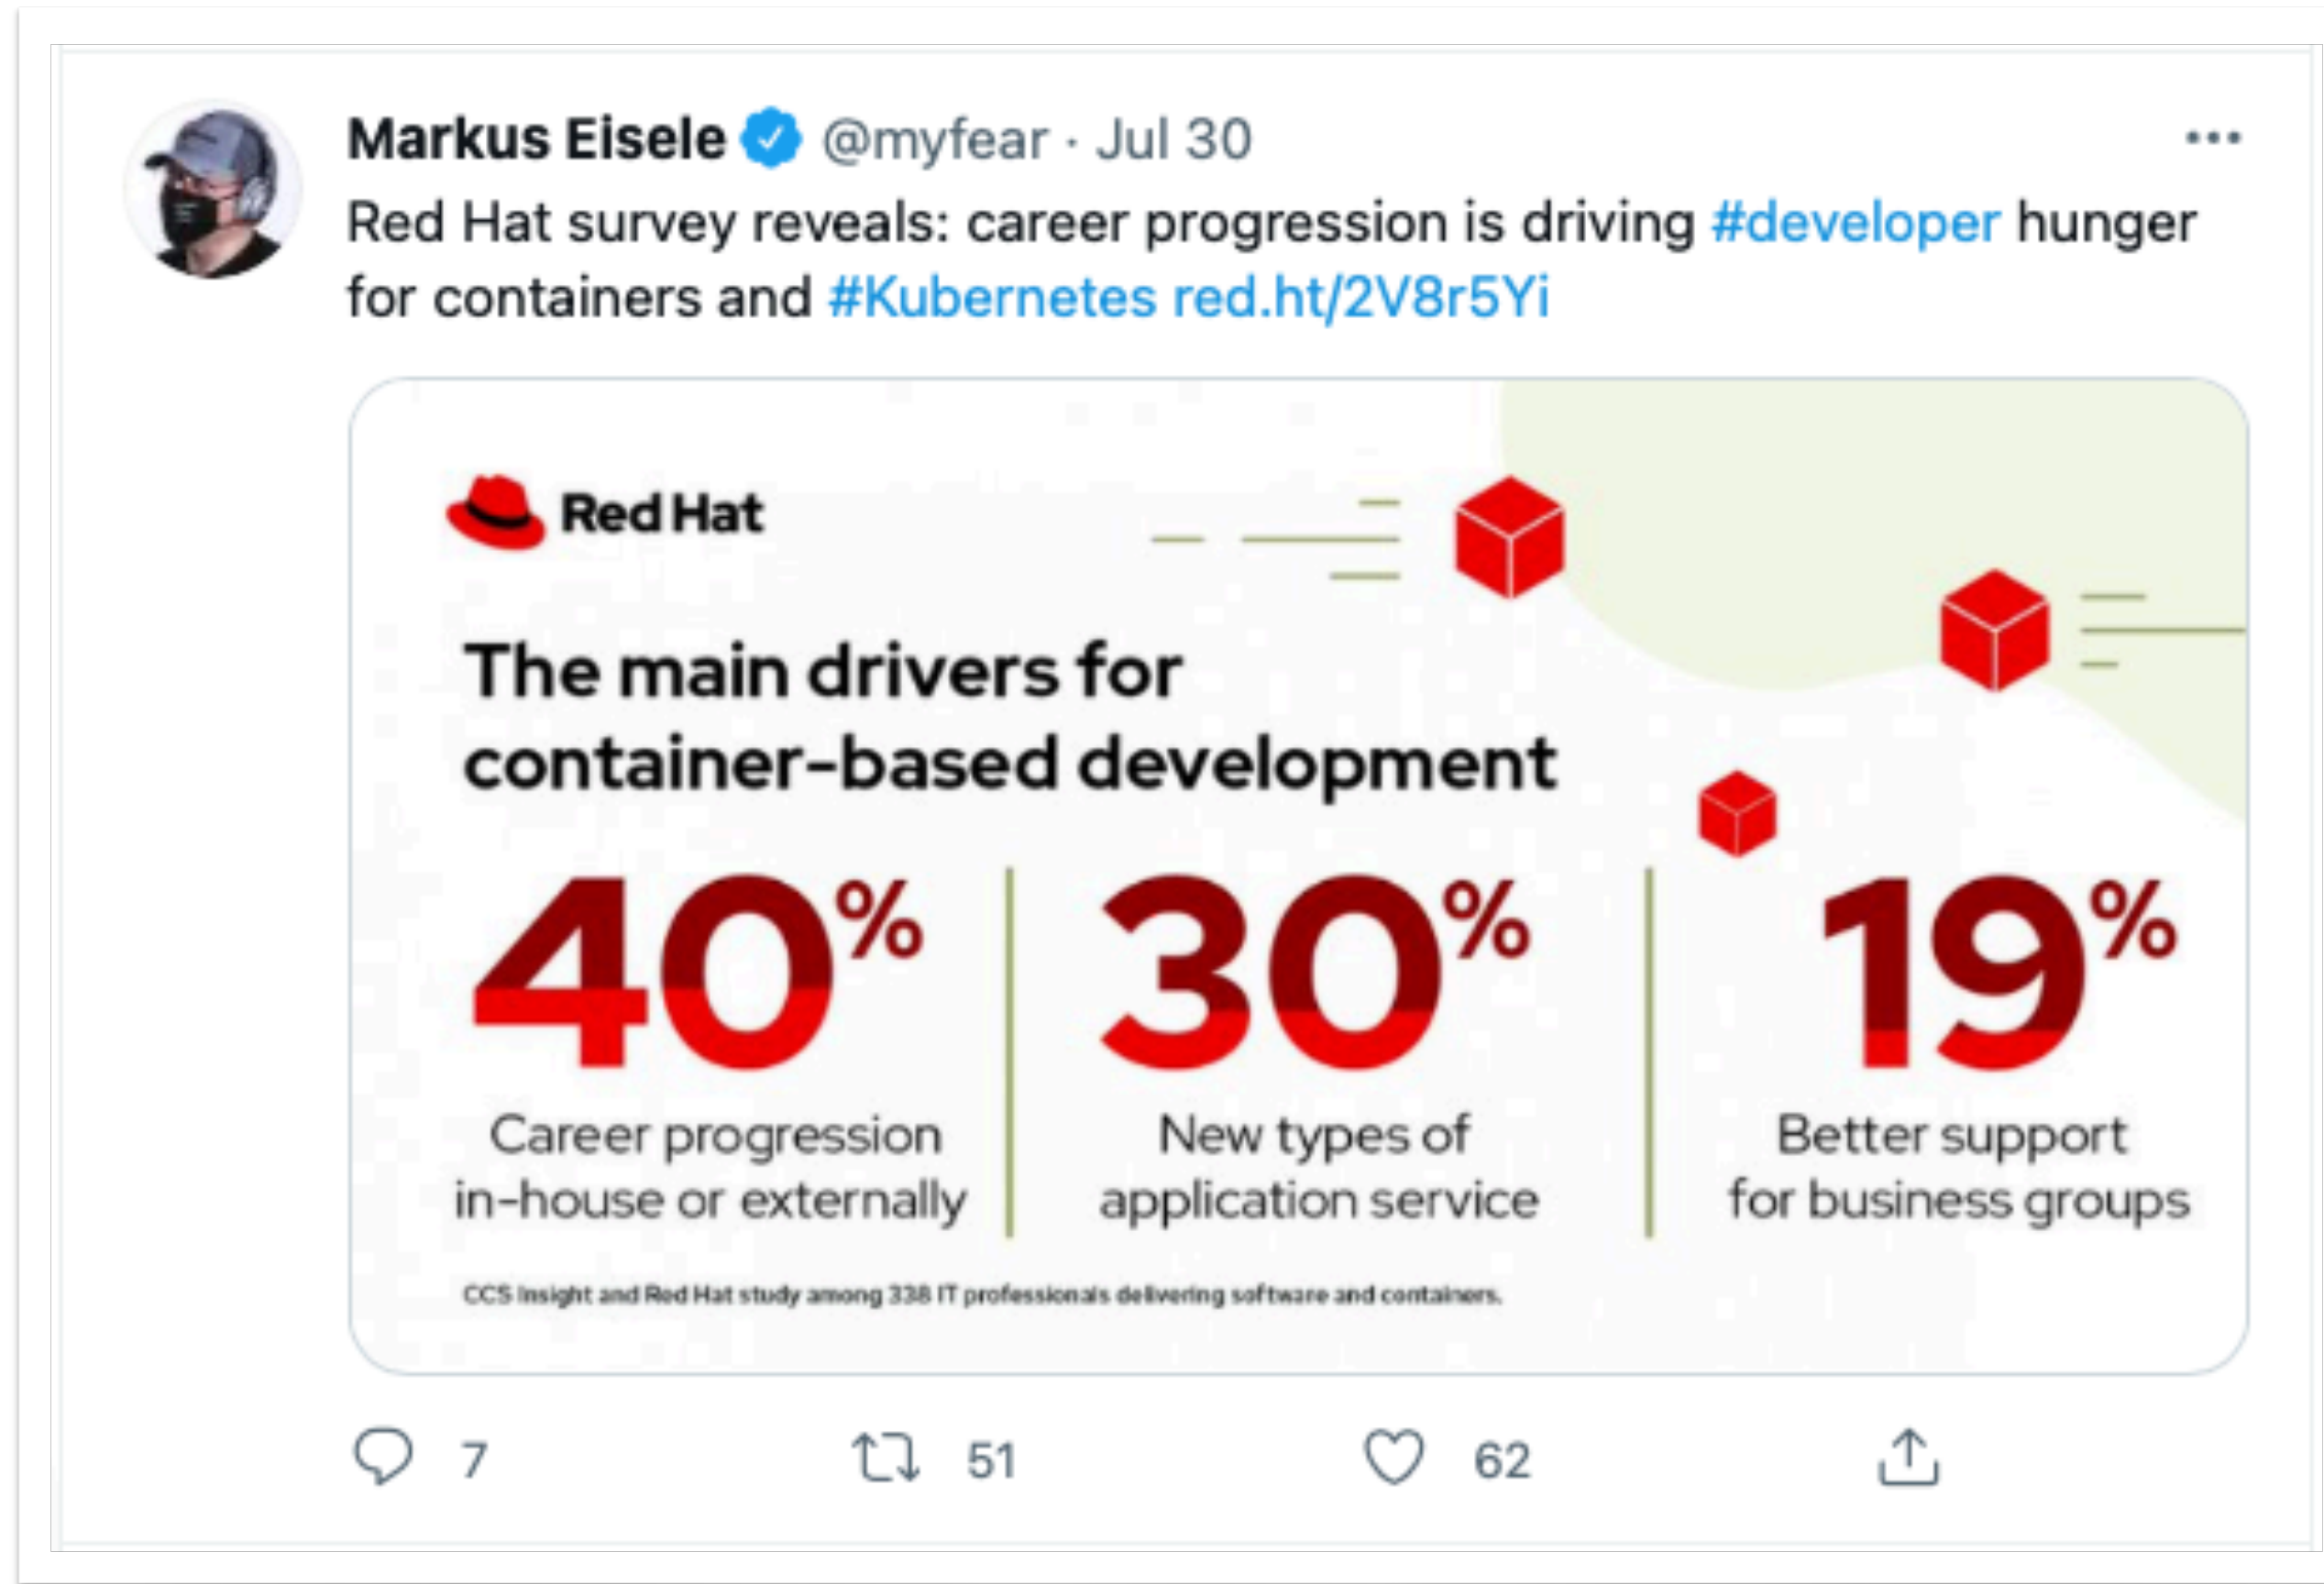 Markus Eisele @myfear · Jul 30
Red Hat survey reveals: career progression is driving #developer hunger
for containers and #Kubernetes red.ht/2V8r5Yi
Red Hat
The main drivers for
container-based development
40%
Career progression
in-house or externally
30%
New types of
application service
19%
Better support
for business groups
CCS Insight and Red Hat study among 338 IT professionals delivering software and containers.
7 51 62